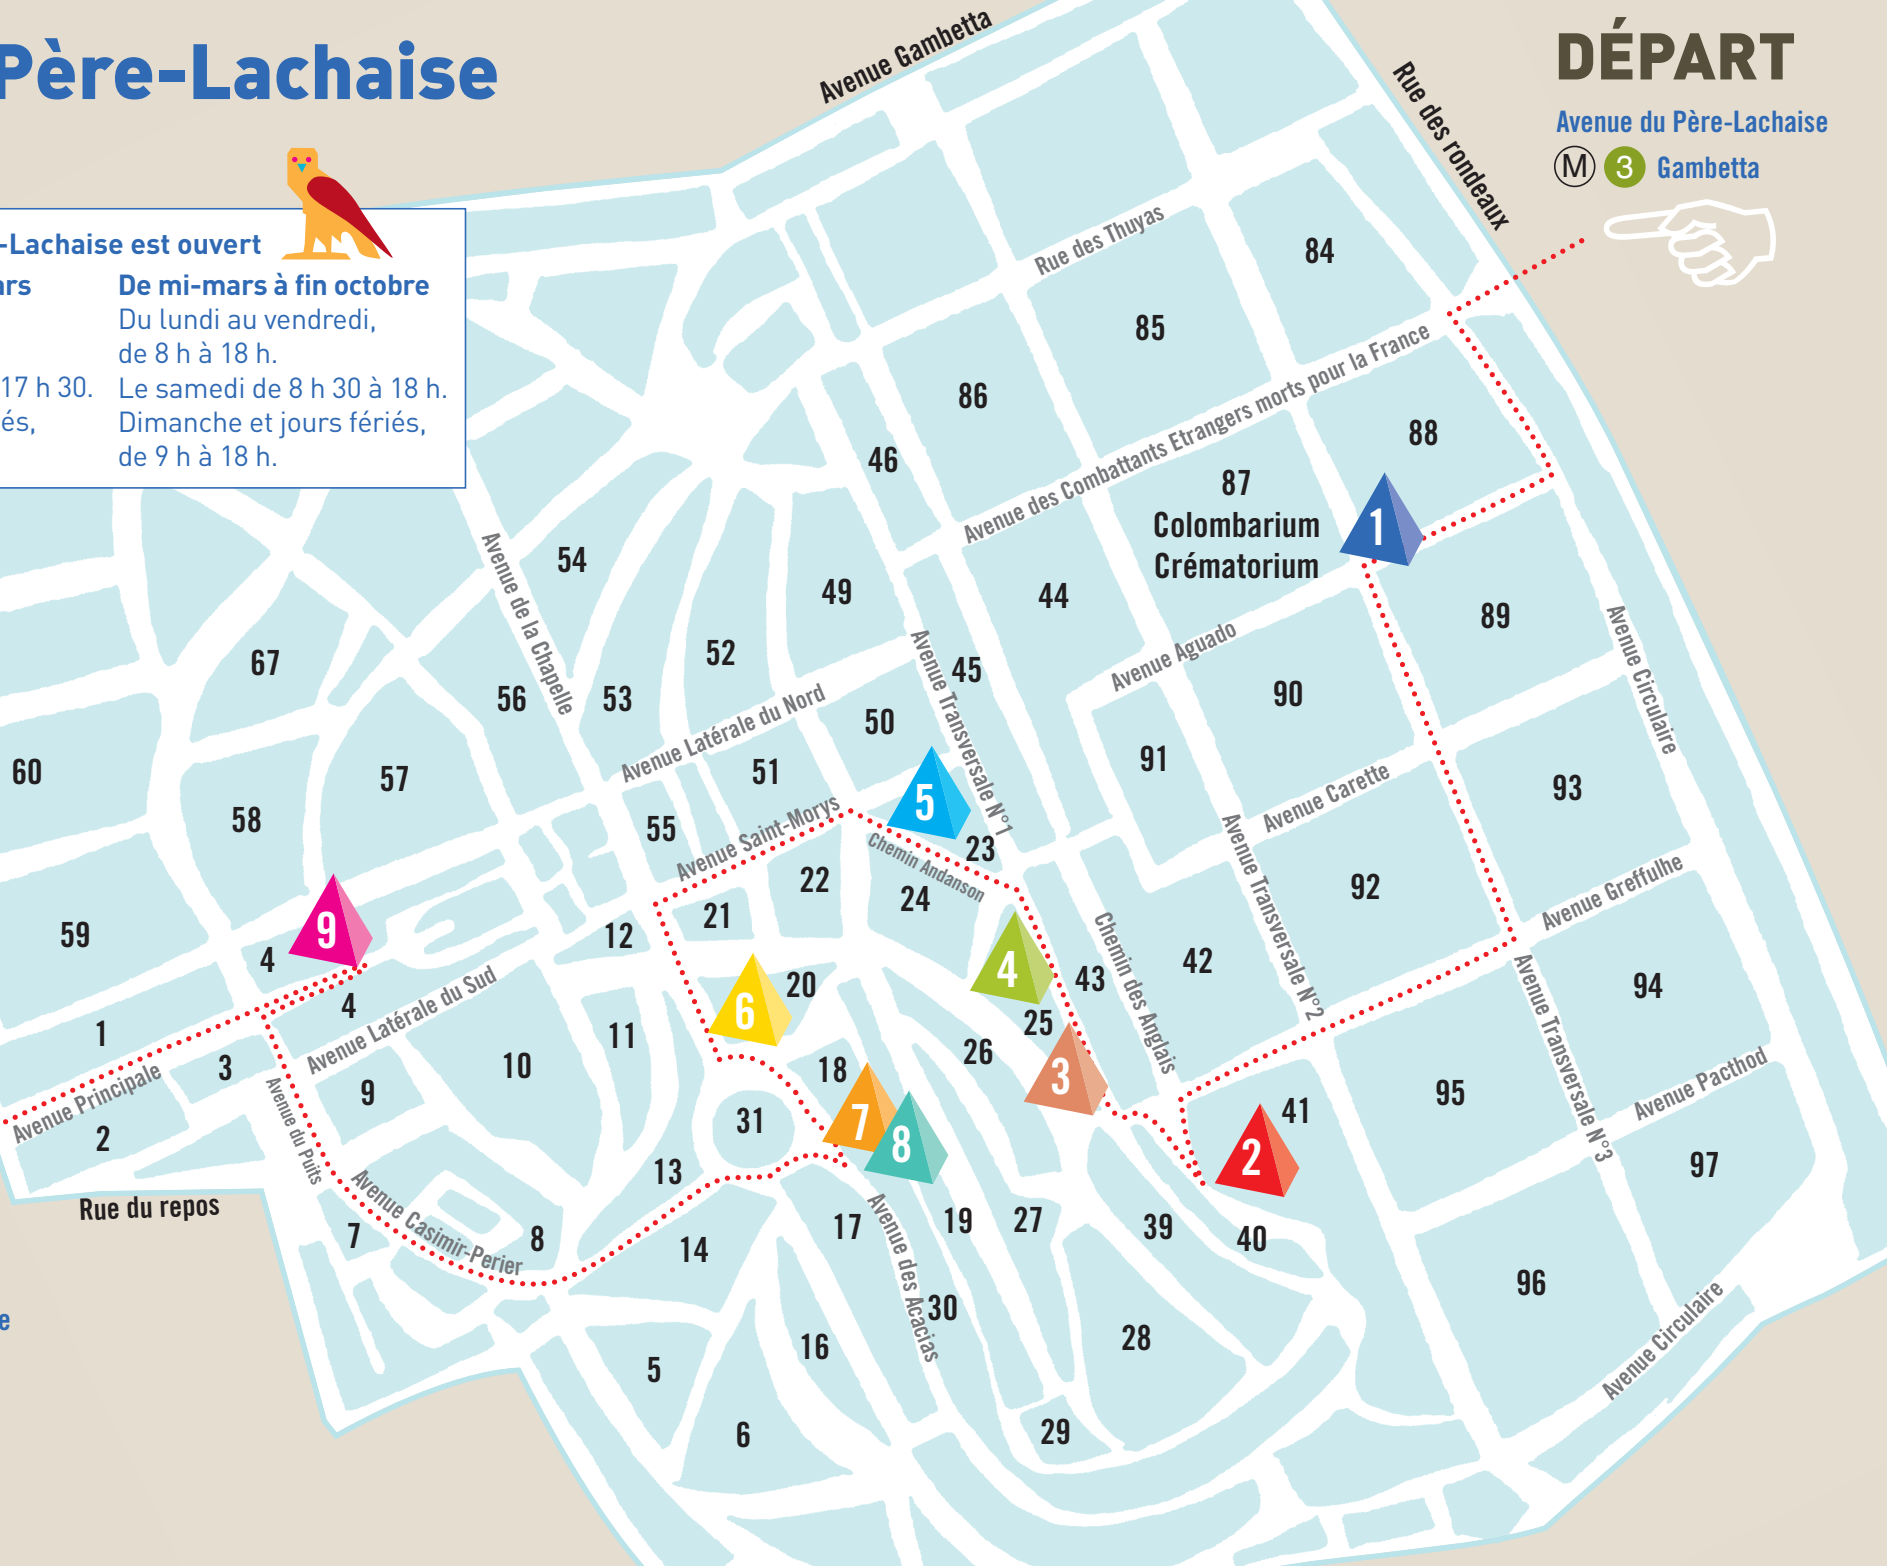 Père-Lachaise
-Lachaise est ouvert
ars
17 h 30.
és,
De mi-mars à fin octobre
Du lundi au vendredi,
de 8 h à 18 h.
Le samedi de 8 h 30 à 18 h.
Dimanche et jours fériés,
de 9 h à 18 h.
DÉPART
Avenue du Père-Lachaise
M 3 Gambetta
Avenue Gambetta
Rue des rondeaux
Rue des Thuyas
84
85
86
Avenue des Combattants Etrangers morts pour la France
88
46
87
Colombarium
Crématorium
1
54
49
44
89
Avenue de la Chapelle
Avenue Circulaire
67
52
45
Avenue Aguado
56
53
90
Avenue Latérale du Nord
50
Avenue Transversale N°1
60
57
51
91
Avenue Carette
93
58
55
Avenue Saint-Morys
5
23
Chemin Andanson
22
24
92
Avenue Transversale N°2
Avenue Greffulhe
59
9
12
21
4
4
20
6
4
43
42
Chemin des Anglais
94
Avenue Latérale du Sud
1
11
25
26
3
Avenue Transversale N°3
3
10
18
95
Avenue Pacthod
Avenue Principale
9
31
7
8
41
2
2
Avenue du Puits
13
97
Rue du repos
Avenue Casimir-Perier
7
8
14
17
19
27
39
40
Avenue des Acacias
96
30
28
16
5
6
29
Avenue Circulaire
e